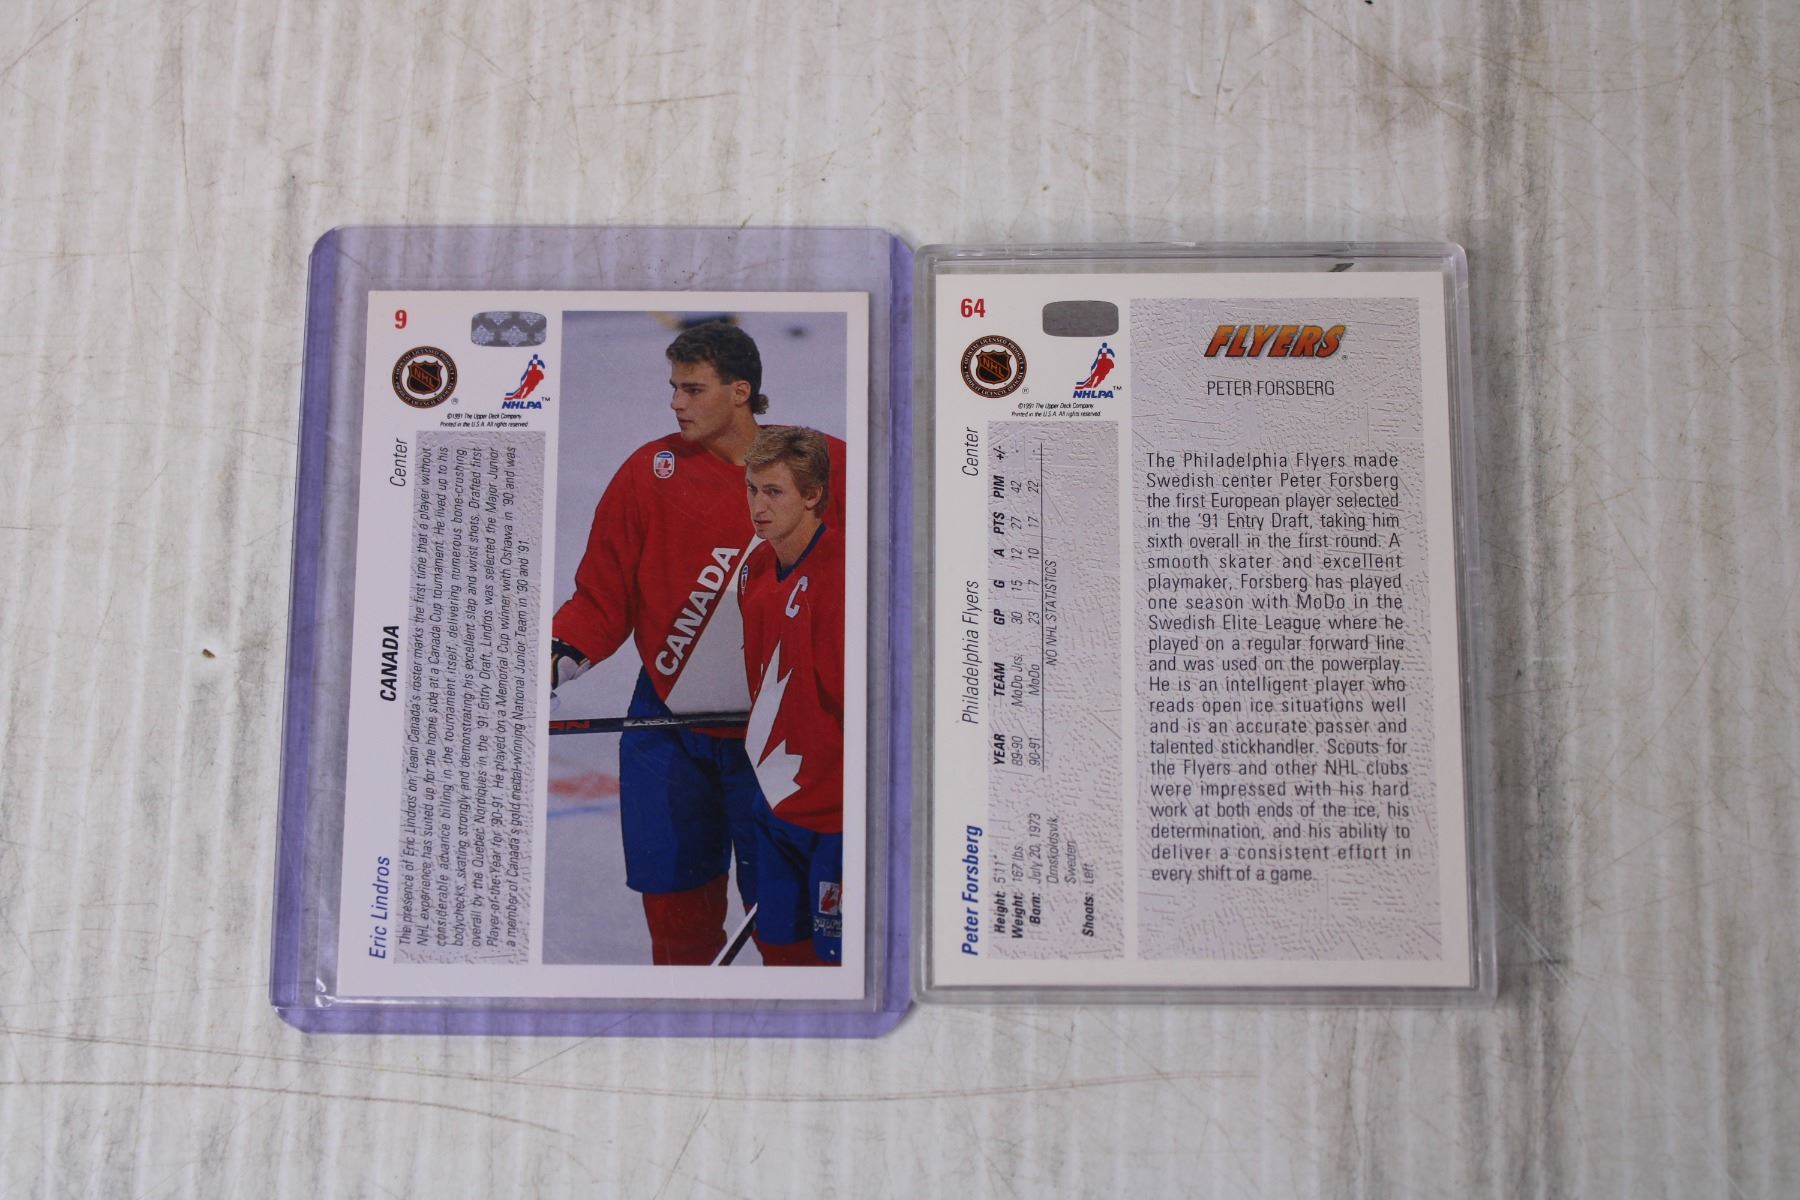 9
NHL
NHLPA™
©1991 The Upper Deck Company
Printed in the U.S.A. All rights reserved
Eric Lindros CANADA Center
The presence of Eric Lindros on Team Canada's roster marks the first time that a player without
NHL experience has suited up for the home side at a Canada Cup tournament. He lived up to his
considerable advance billing in the tournament itself, delivering numerous bone-crushing
bodychecks, skating strongly and demonstrating his excellent slap and wrist shots. Drafted first
overall by the Quebec Nordiques in the '91 Entry Draft, Lindros was selected the Major Junior
Player-of-the-Year for '90-91. He played on a Memorial Cup winner with Oshawa in '90 and was
a member of Canada's gold medal-winning National Junior Team in '90 and '91.
CANADA
C
64
NHL
®
NHLPA™
©1991 The Upper Deck Company
Printed in the U.S.A. All rights reserved
Peter Forsberg Philadelphia Flyers Center
Height: 5'11"
Weight: 167 lbs.
Born: July 20, 1973
Ornskoldsvik,
Sweden
Shoots: Left
YEAR TEAM GP G A PTS PIM +/-
89-90 MoDo Jrs. 30 15 12 27 42 -
90-91 MoDo 23 7 10 17 22 -
NO NHL STATISTICS
FLYERS®
PETER FORSBERG
The Philadelphia Flyers made
Swedish center Peter Forsberg
the first European player selected
in the '91 Entry Draft, taking him
sixth overall in the first round. A
smooth skater and excellent
playmaker, Forsberg has played
one season with MoDo in the
Swedish Elite League where he
played on a regular forward line
and was used on the powerplay.
He is an intelligent player who
reads open ice situations well
and is an accurate passer and
talented stickhandler. Scouts for
the Flyers and other NHL clubs
were impressed with his hard
work at both ends of the ice, his
determination, and his ability to
deliver a consistent effort in
every shift of a game.